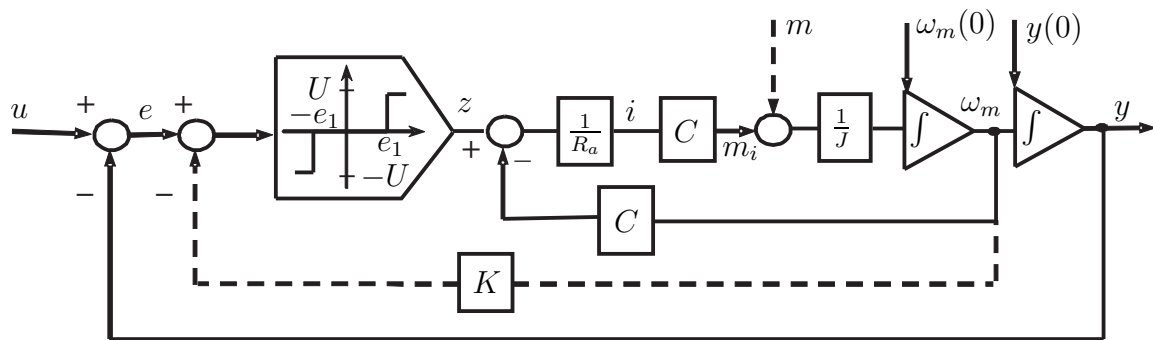 m
ω_m(0)
y(0)
u
+
e
+
U
−e_1
e_1
−U
z
+
−
1/R_a
i
C
m_i
1/J
∫
ω_m
∫
y
−
−
C
K